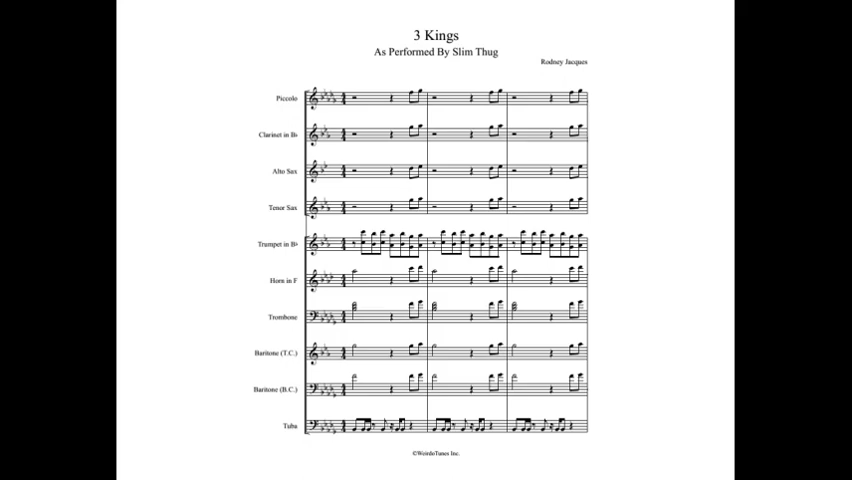 3 Kings
As Performed By Slim Thug
Rodney Jacques
Piccolo
Clarinet in B♭
Alto Sax
Tenor Sax
Trumpet in B♭
Horn in F
Trombone
Baritone (T.C.)
Baritone (B.C.)
Tuba
©WeirdoTunes Inc.